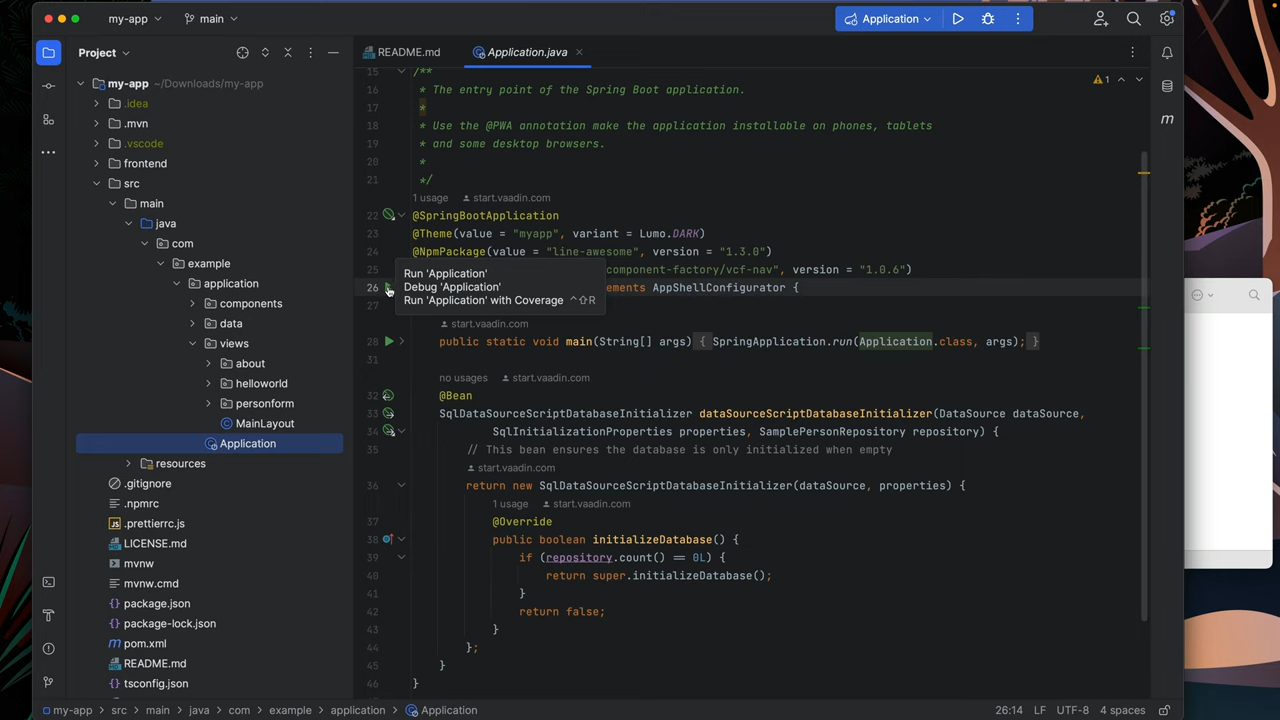 my-app
main
Application
Project
README.md
Application.java
my-app ~/Downloads/my-app
.idea
.mvn
.vscode
frontend
src
main
java
com
example
application
components
data
views
about
helloworld
personform
MainLayout
Application
resources
.gitignore
.npmrc
.prettierrc.js
LICENSE.md
mvnw
mvnw.cmd
package.json
package-lock.json
pom.xml
README.md
tsconfig.json
15 /**
16 * The entry point of the Spring Boot application.
17 *
18 * Use the @PWA annotation make the application installable on phones, tablets
19 * and some desktop browsers.
20 *
21 */
1 usage start.vaadin.com
22 @SpringBootApplication
23 @Theme(value = "myapp", variant = Lumo.DARK)
24 @NpmPackage(value = "line-awesome", version = "1.3.0")
25 component-factory/vcf-nav", version = "1.0.6")
26 ements AppShellConfigurator {
Run 'Application'
Debug 'Application'
Run 'Application' with Coverage ⌃⇧R
27
start.vaadin.com
28 public static void main(String[] args) { SpringApplication.run(Application.class, args); }
31
no usages start.vaadin.com
32 @Bean
33 SqlDataSourceScriptDatabaseInitializer dataSourceScriptDatabaseInitializer(DataSource dataSource,
34 SqlInitializationProperties properties, SamplePersonRepository repository) {
35 // This bean ensures the database is only initialized when empty
start.vaadin.com
36 return new SqlDataSourceScriptDatabaseInitializer(dataSource, properties) {
1 usage start.vaadin.com
37 @Override
38 public boolean initializeDatabase() {
39 if (repository.count() == 0L) {
40 return super.initializeDatabase();
41 }
42 return false;
43 }
44 };
45 }
46 }
1
m
my-app > src > main > java > com > example > application > Application
26:14 LF UTF-8 4 spaces